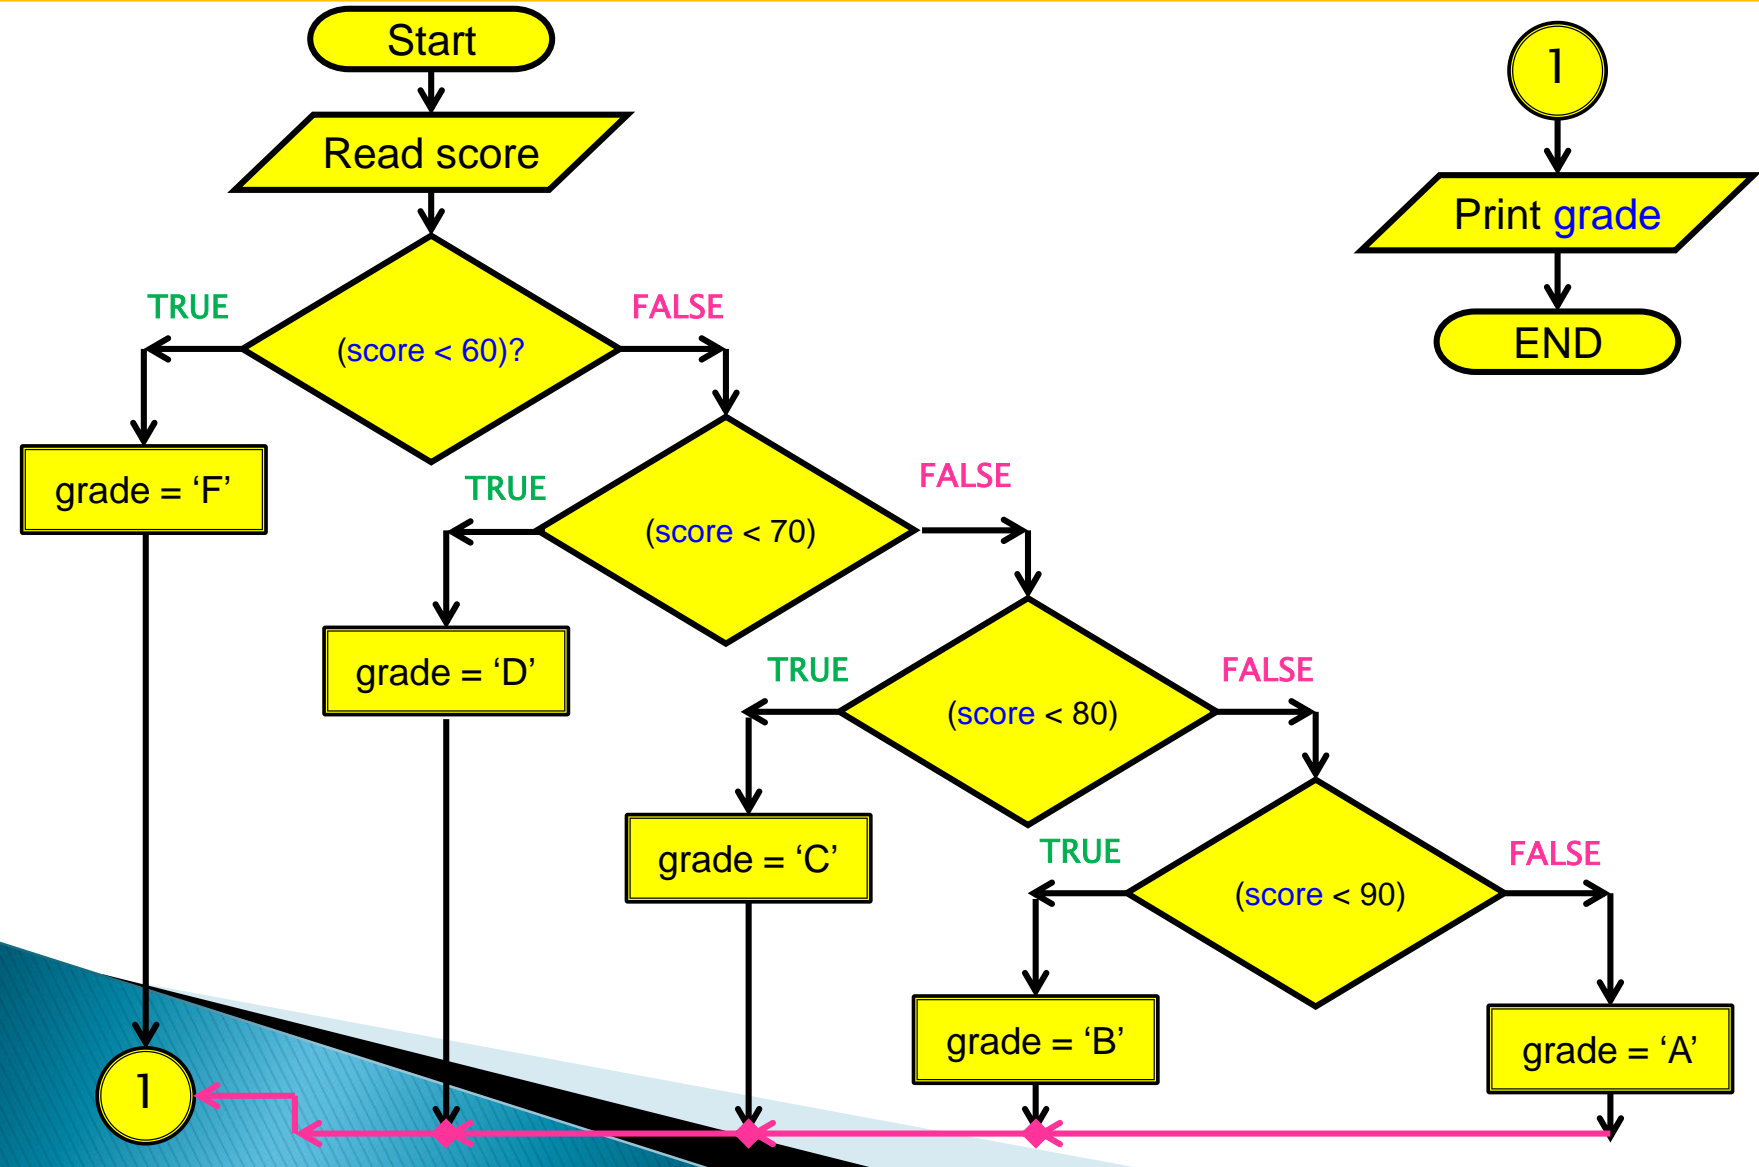 Start
1
Read score
Print grade
TRUE
FALSE
(score < 60)?
END
grade = ‘F’
TRUE
FALSE
(score < 70)
grade = ‘D’
TRUE
FALSE
(score < 80)
grade = ‘C’
TRUE
FALSE
(score < 90)
grade = ‘B’
grade = ‘A’
1